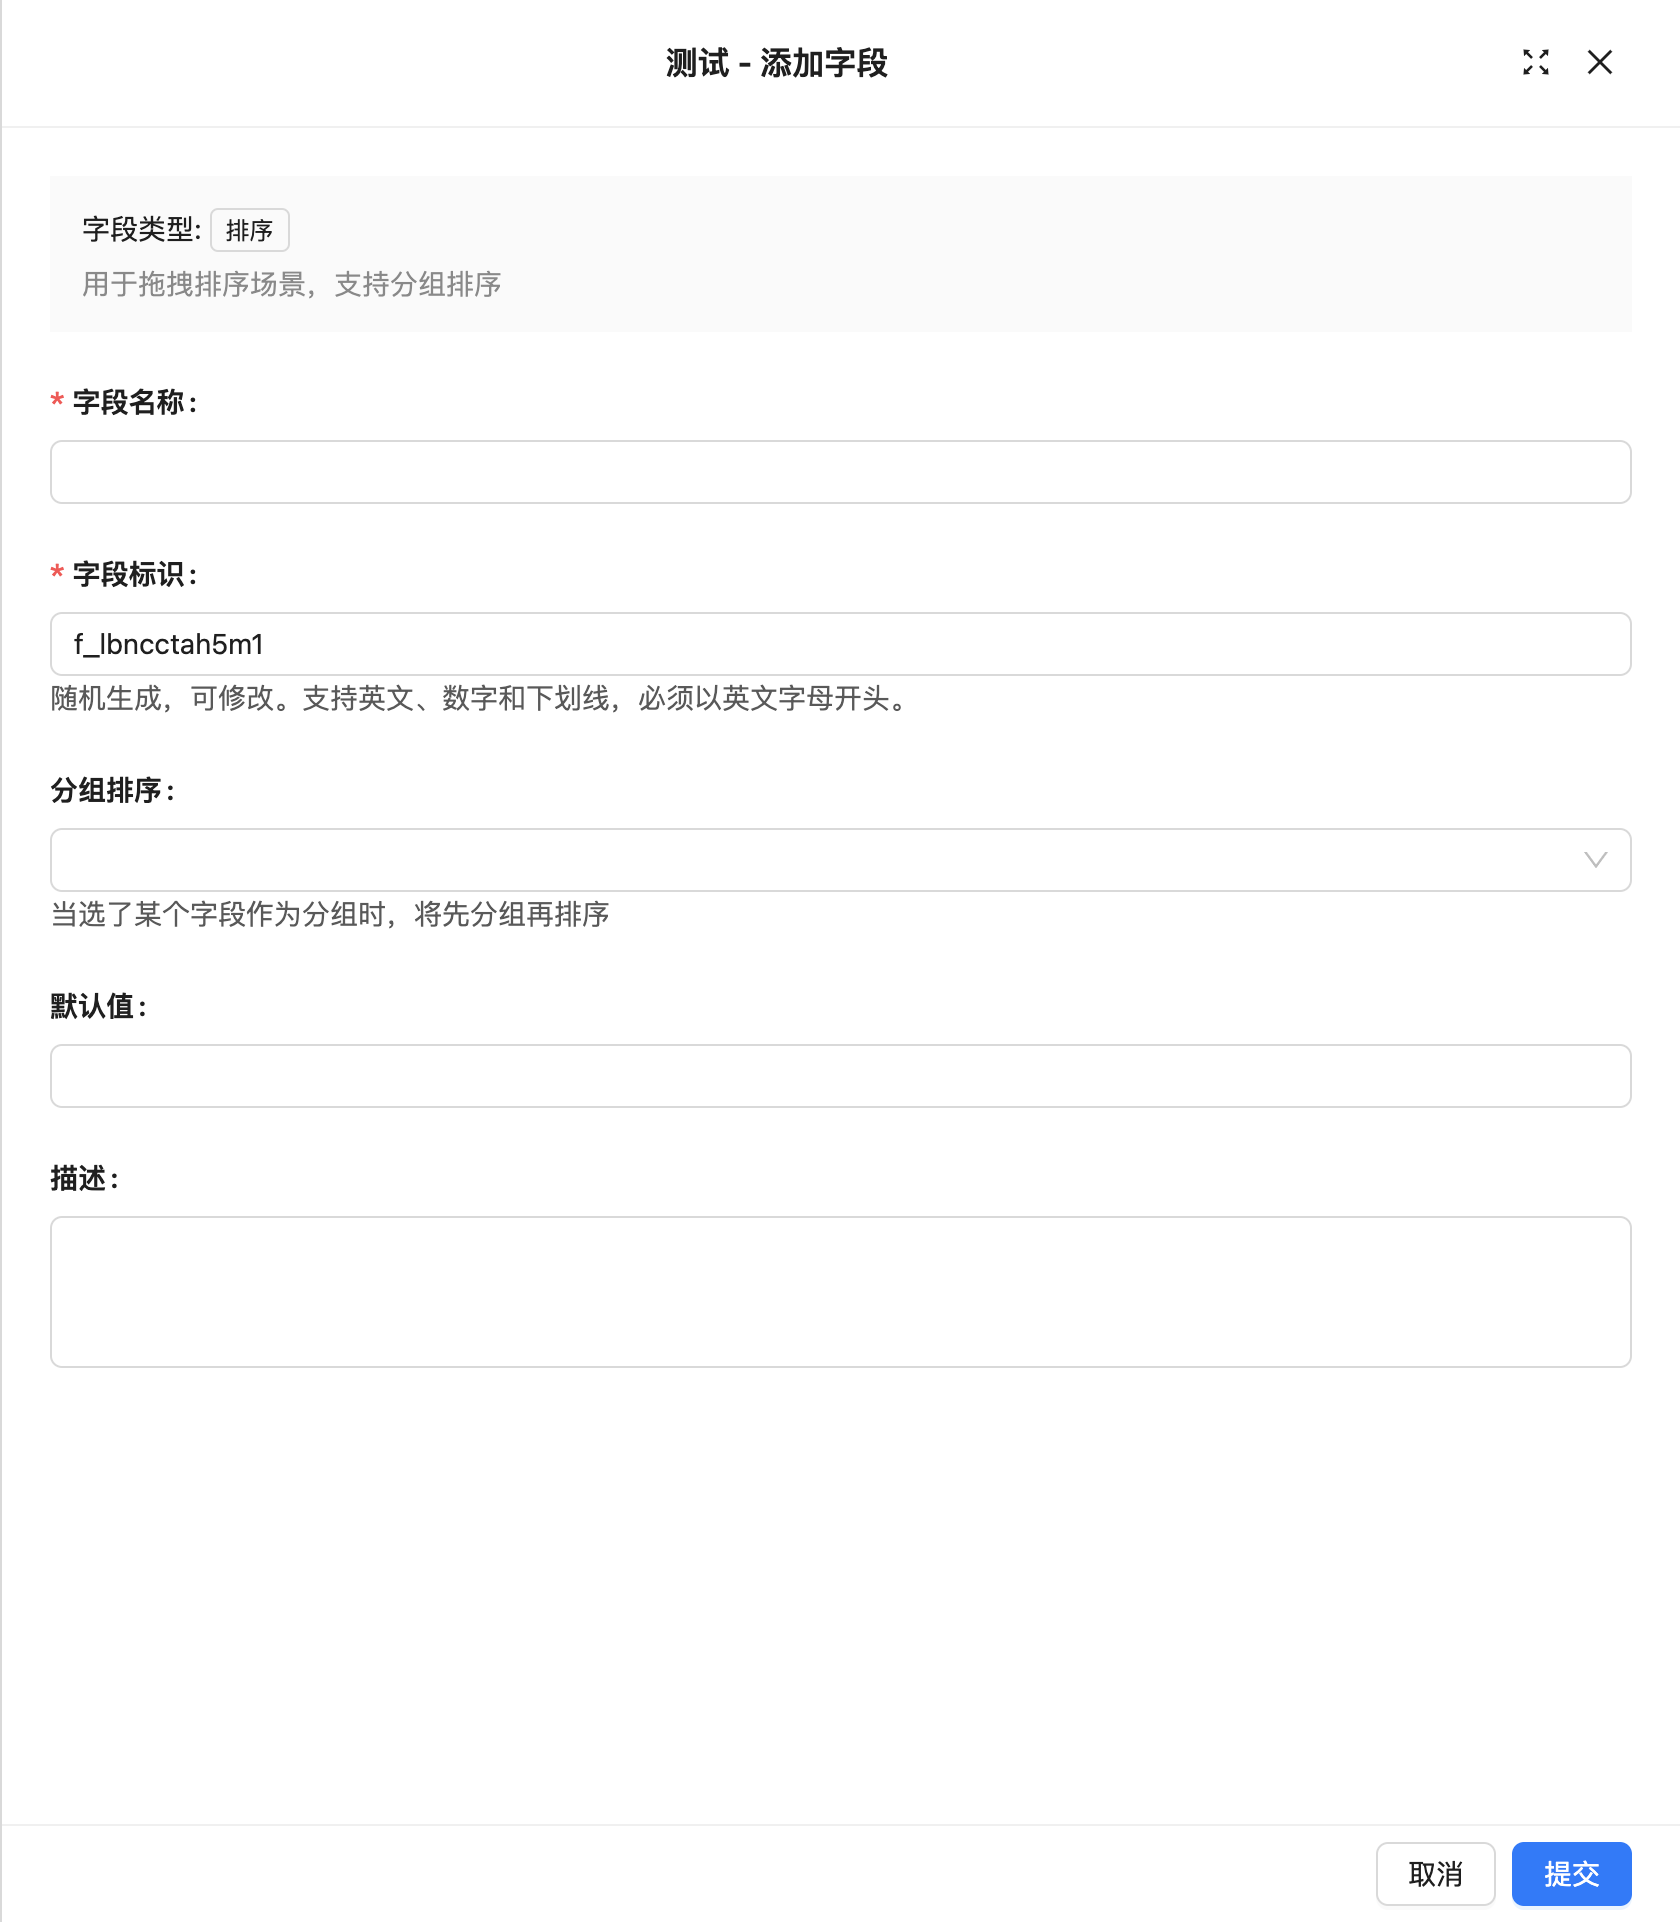 测试 - 添加字段
字段类型: 排序
用于拖拽排序场景，支持分组排序
* 字段名称:
* 字段标识:
f_lbncctah5m1
随机生成，可修改。支持英文、数字和下划线，必须以英文字母开头。
分组排序:
当选了某个字段作为分组时，将先分组再排序
默认值:
描述:
取消 提交